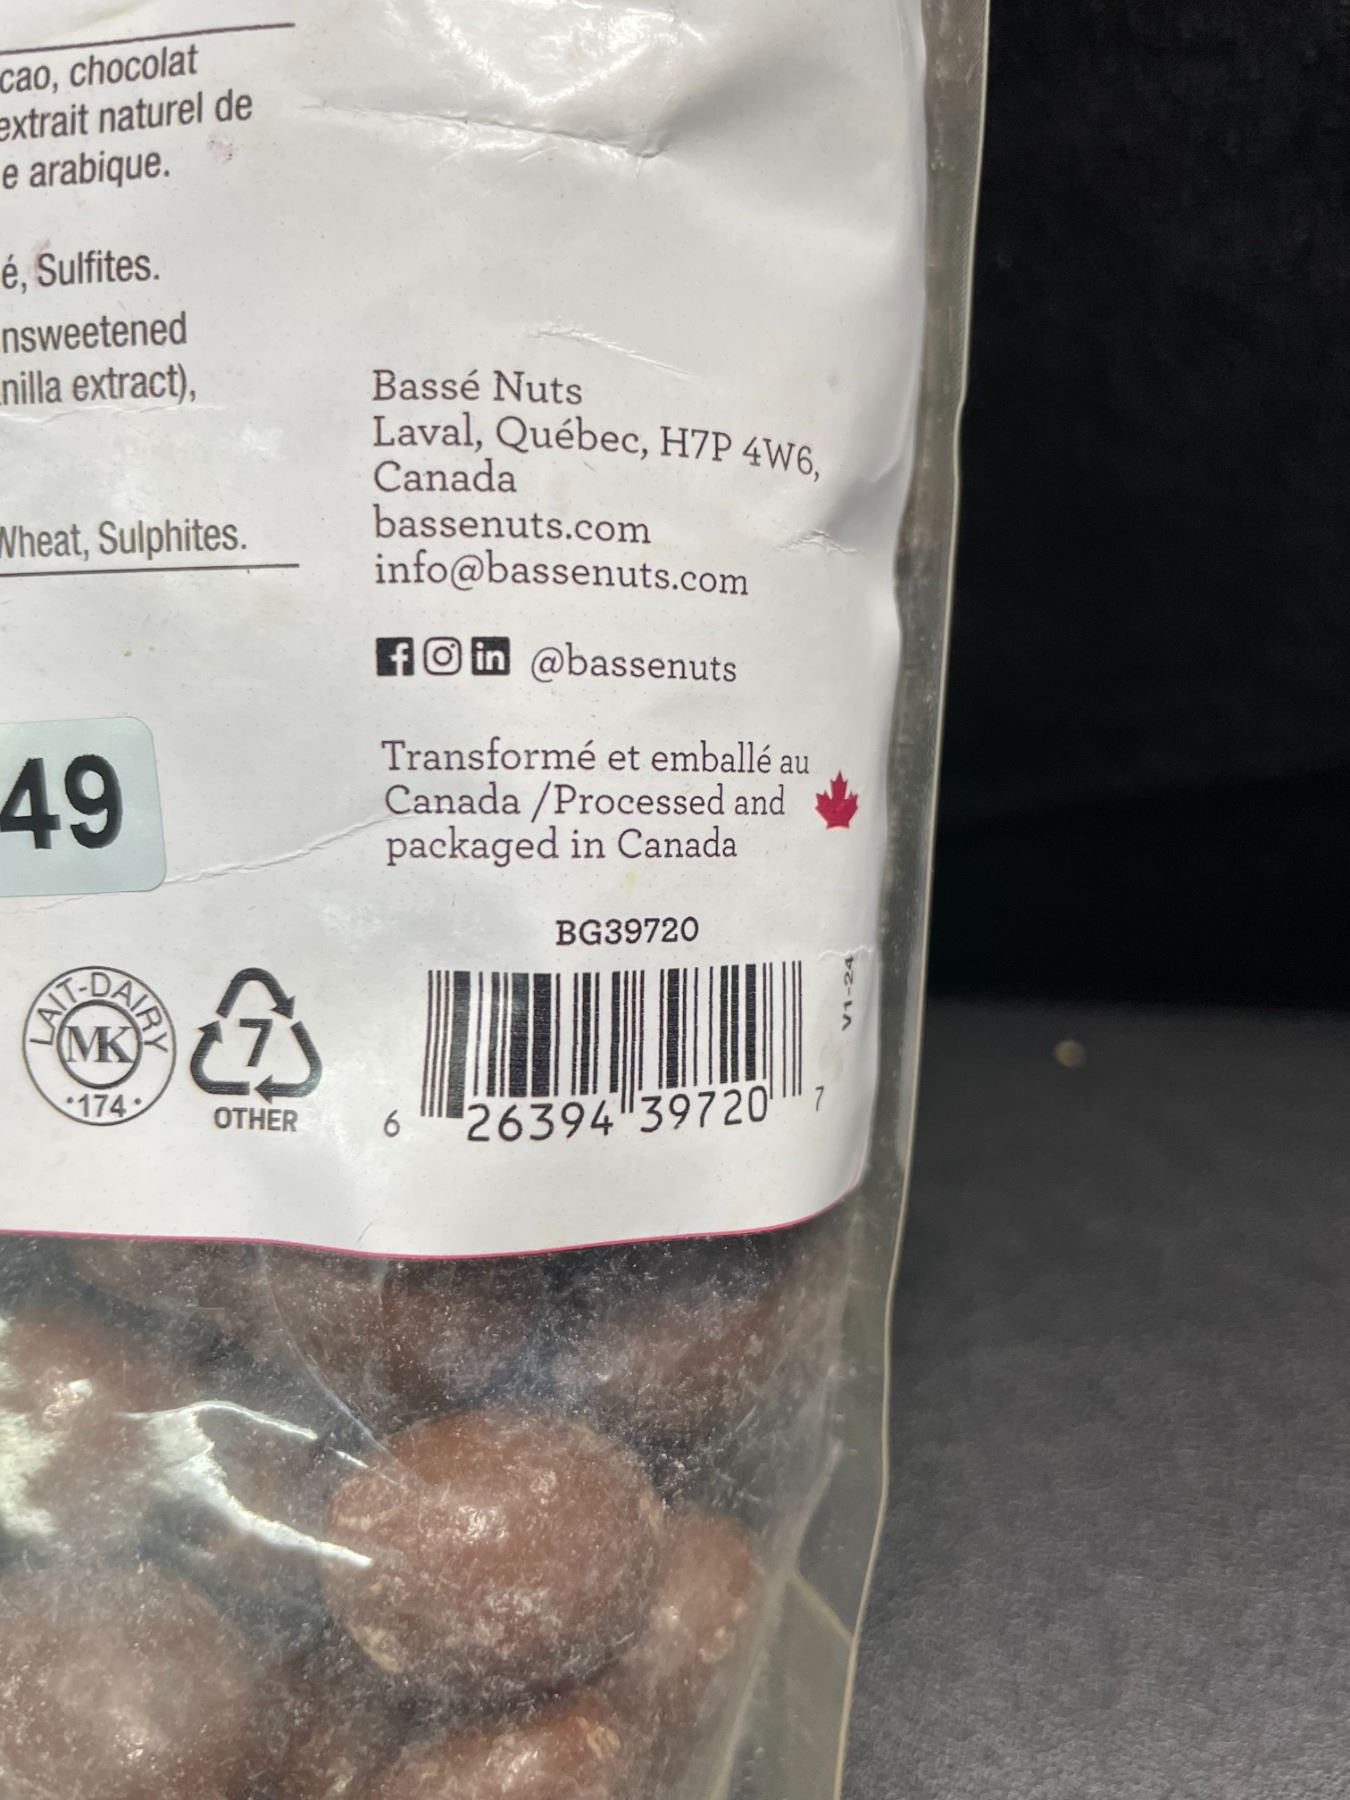 cao, chocolat
extrait naturel de
e arabique.
é, Sulfites.
nsweetened
nilla extract),
Wheat, Sulphites.
Bassé Nuts
Laval, Québec, H7P 4W6,
Canada
bassenuts.com
info@bassenuts.com
@bassenuts
Transformé et emballé au
Canada /Processed and
packaged in Canada
49
BG39720
V1-24
LAIT-DAIRY
MK
•174•
7
OTHER
6 26394 39720 7